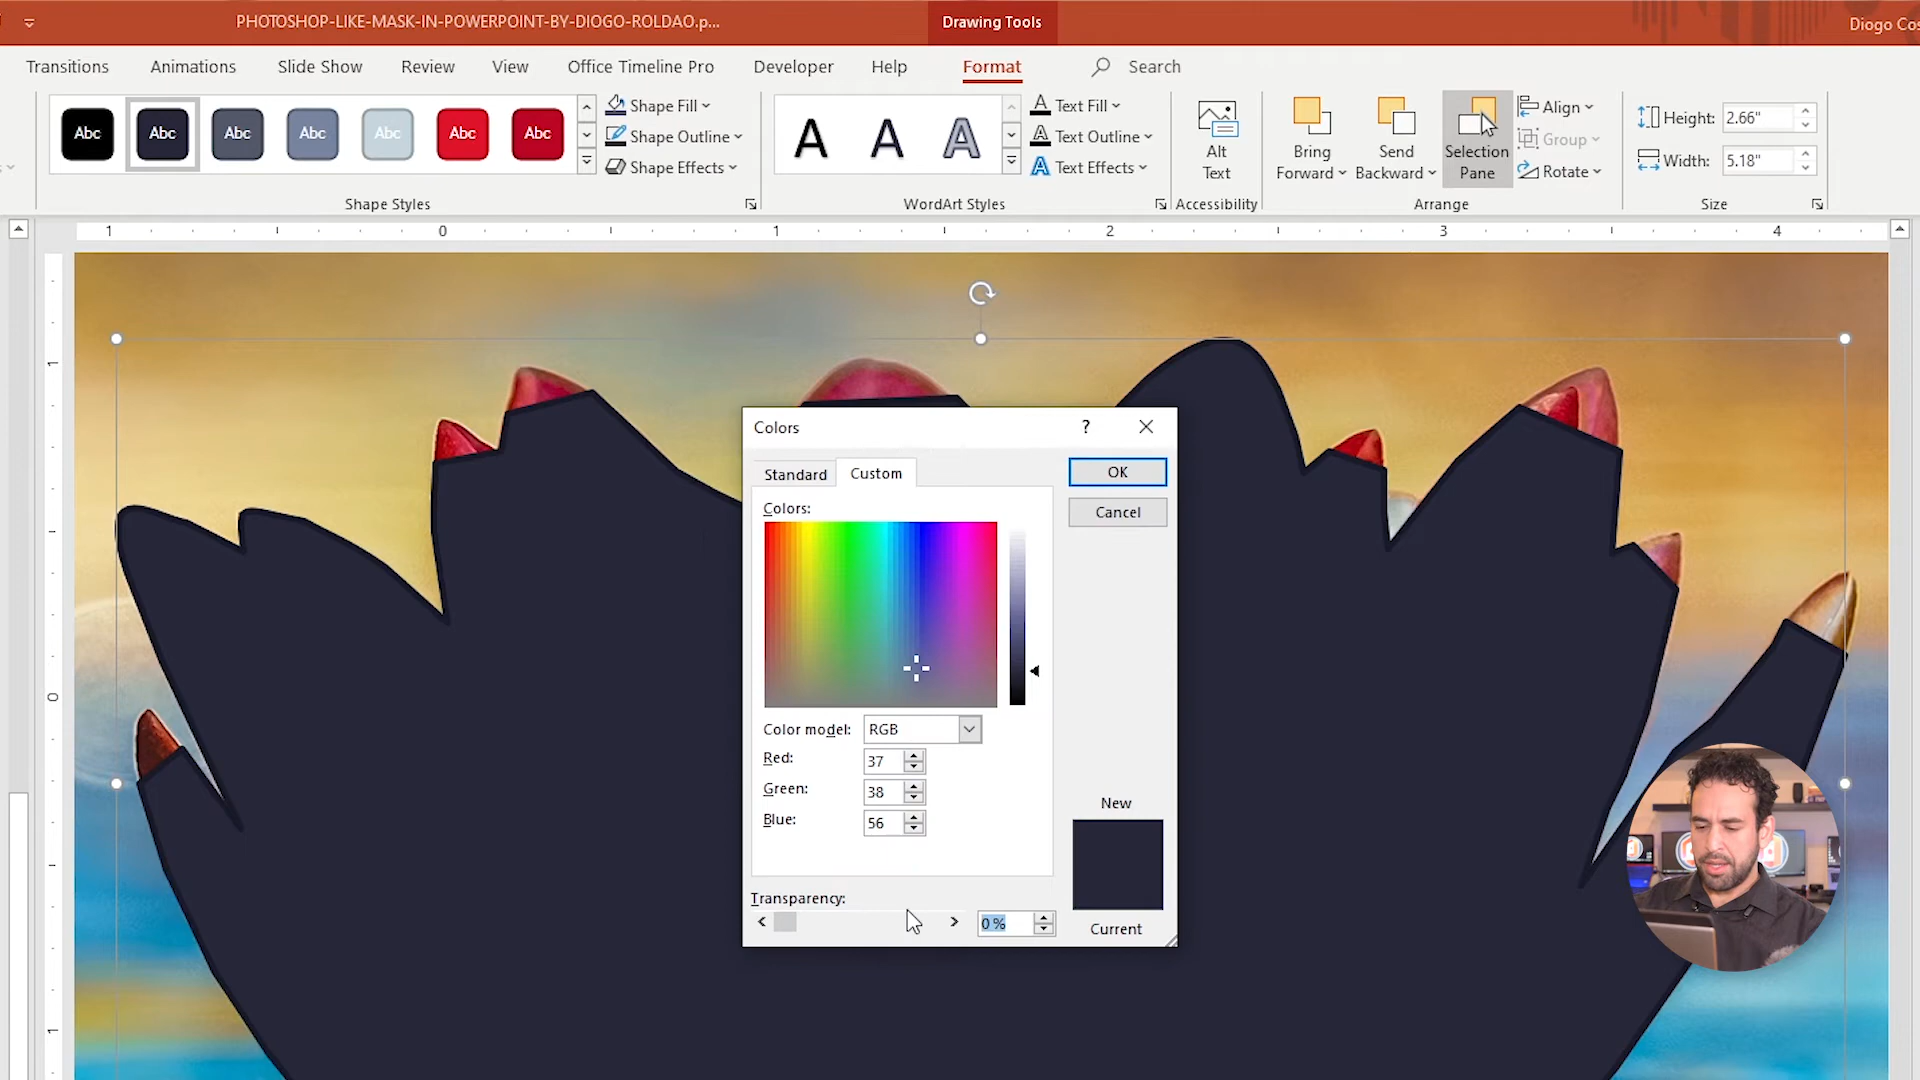 PHOTOSHOP-LIKE-MASK-IN-POWERPOINT-BY-DIOGO-ROLDAO.p...
Drawing Tools
Diogo Cos
Transitions
Animations
Slide Show
Review
View
Office Timeline Pro
Developer
Help
Format
Search
Abc Abc Abc Abc Abc Abc Abc
Shape Fill
Shape Outline
Shape Effects
Shape Styles
A A A
Text Fill
Text Outline
Text Effects
WordArt Styles
Alt
Text
Accessibility
Bring
Forward
Send
Backward
Selection
Pane
Align
Group
Rotate
Arrange
Height: 2.66"
Width: 5.18"
Size
1 0 1 2 3 4
1
0
1
Colors
?
Standard
Custom
OK
Cancel
Colors:
Color model: RGB
Red: 37
Green: 38
Blue: 56
Transparency:
0 %
New
Current